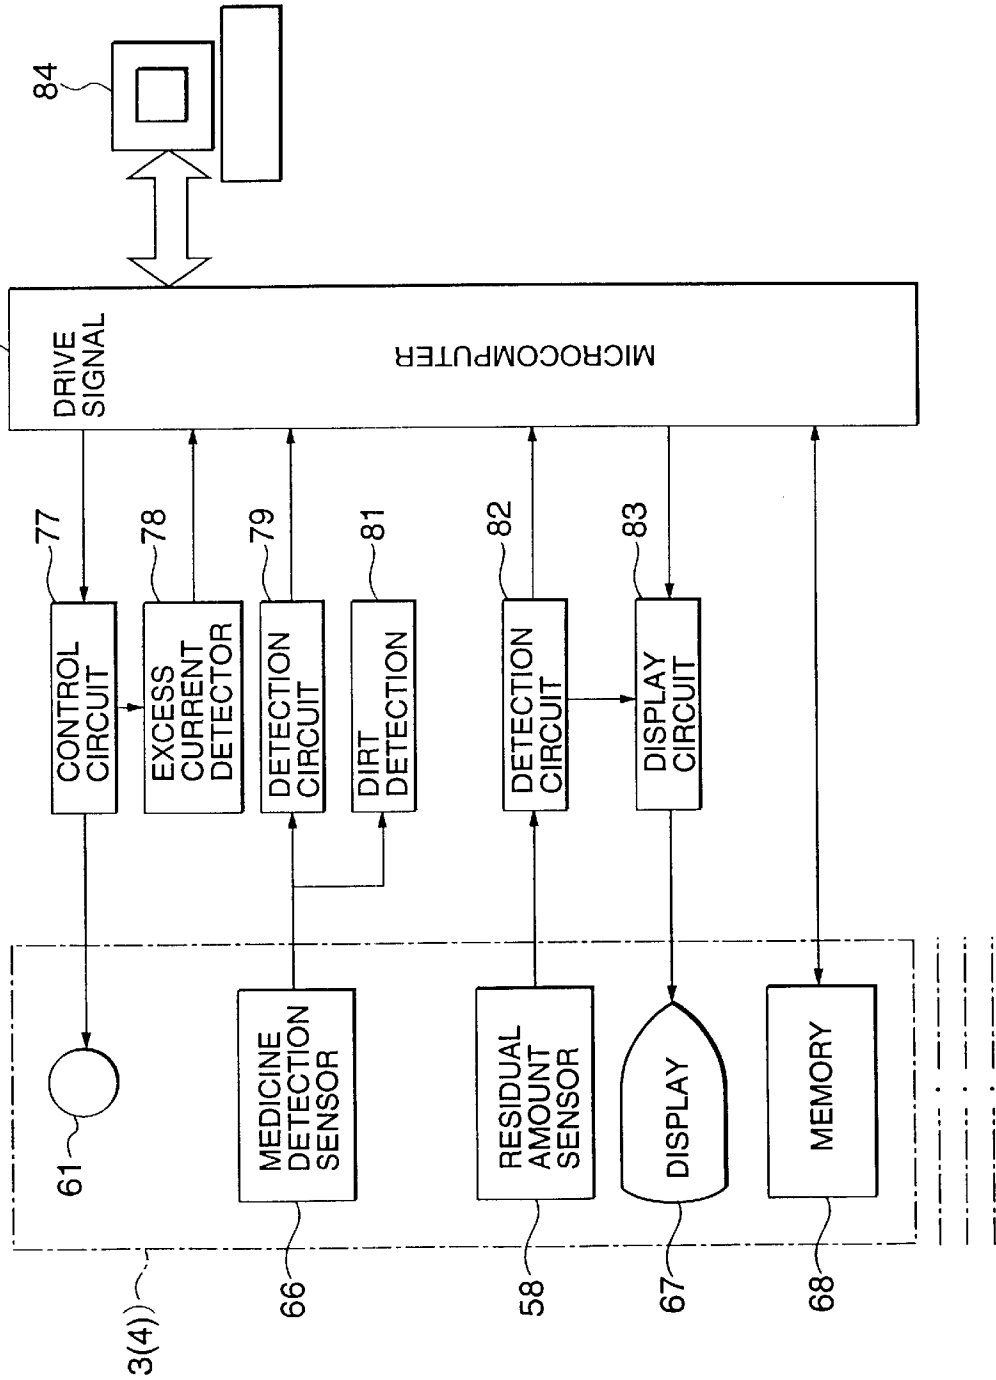 3(4))
61
66
MEDICINE
DETECTION
SENSOR
58
RESIDUAL
AMOUNT
SENSOR
67
DISPLAY
68
MEMORY
CONTROL
CIRCUIT
77
EXCESS
CURRENT
DETECTOR
78
DETECTION
CIRCUIT
79
DIRT
DETECTION
81
DETECTION
CIRCUIT
82
DISPLAY
CIRCUIT
83
DRIVE
SIGNAL
MICROCOMPUTER
84